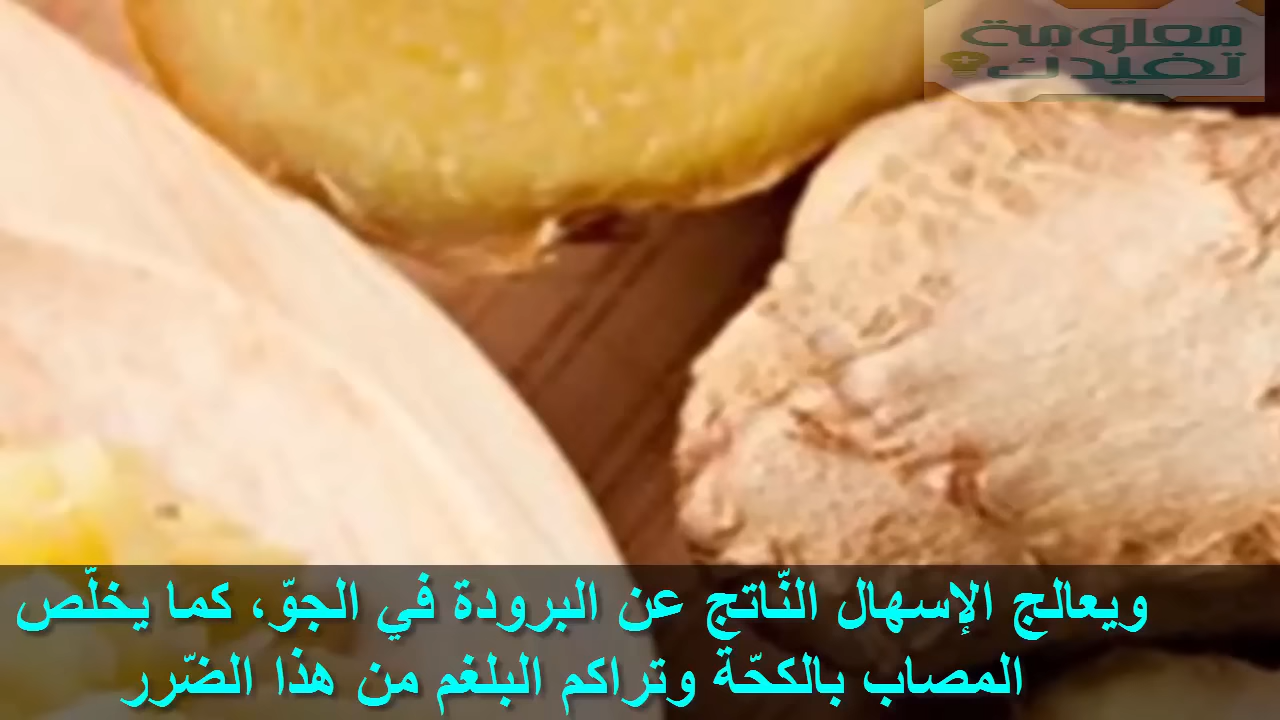 معلومة
تفيدك
ويعالج الإسهال النّاتج عن البرودة في الجوّ، كما يخلّص
المصاب بالكحّة وتراكم البلغم من هذا الضّرر